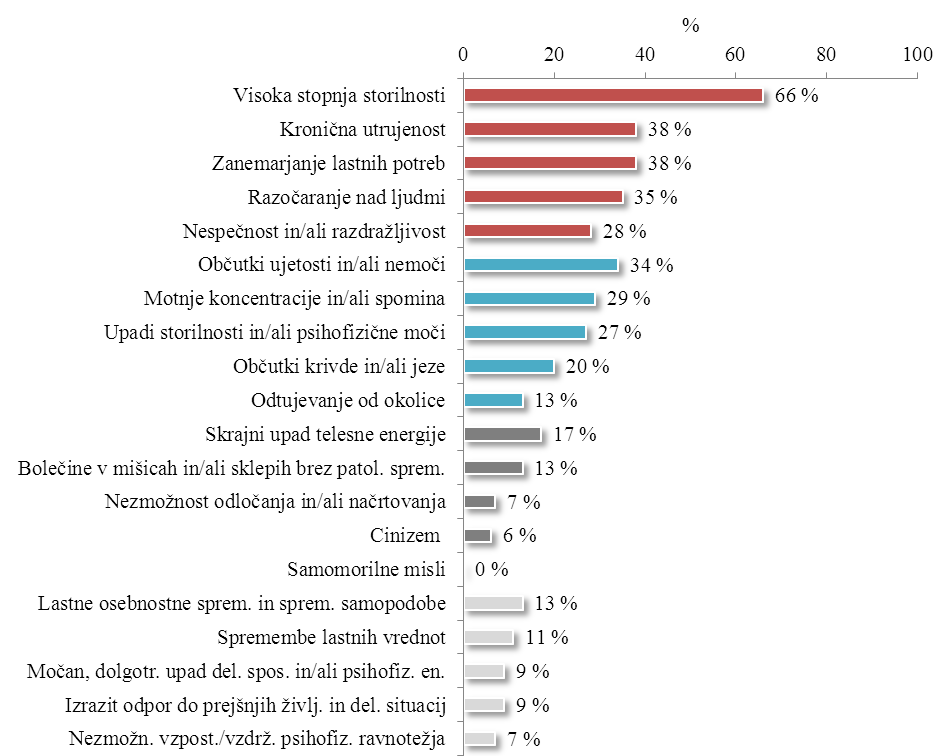 %
0 20 40 60 80 100
Visoka stopnja storilnosti 66 %
Kronična utrujenost 38 %
Zanemarjanje lastnih potreb 38 %
Razočaranje nad ljudmi 35 %
Nespečnost in/ali razdražljivost 28 %
Občutki ujetosti in/ali nemoči 34 %
Motnje koncentracije in/ali spomina 29 %
Upadi storilnosti in/ali psihofizične moči 27 %
Občutki krivde in/ali jeze 20 %
Odtujevanje od okolice 13 %
Skrajni upad telesne energije 17 %
Bolečine v mišicah in/ali sklepih brez patol. sprem. 13 %
Nezmožnost odločanja in/ali načrtovanja 7 %
Cinizem 6 %
Samomorilne misli 0 %
Lastne osebnostne sprem. in sprem. samopodobe 13 %
Spremembe lastnih vrednot 11 %
Močan, dolgotr. upad del. spos. in/ali psihofiz. en. 9 %
Izrazit odpor do prejšnjih življ. in del. situacij 9 %
Nezmožn. vzpost./vzdrž. psihofiz. ravnotežja 7 %